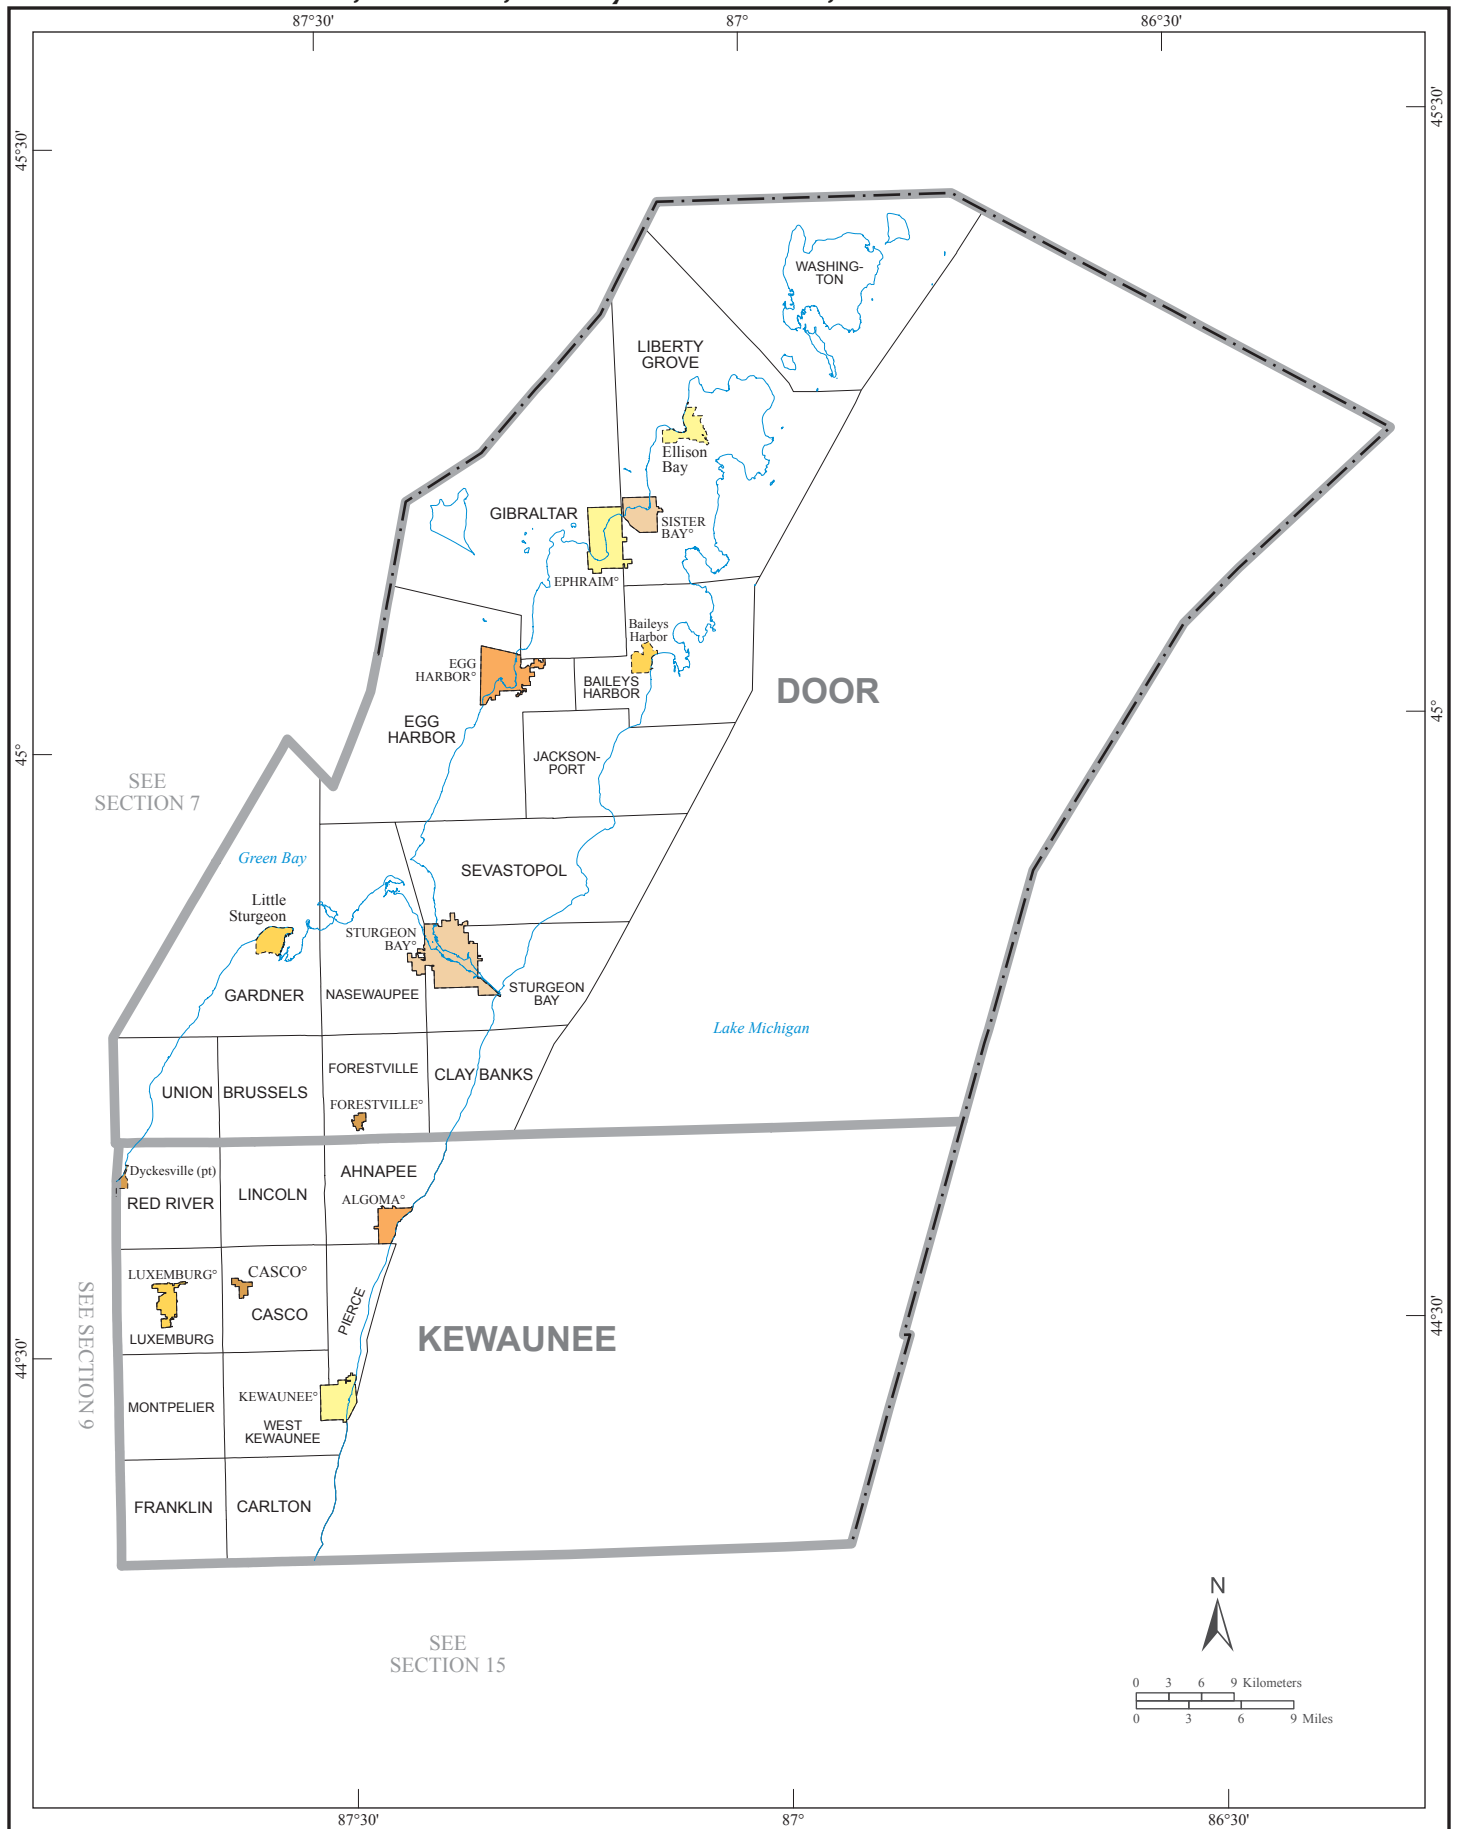 87°30'
87°
86°30'
45°30'
45°30'
WASHING-
TON
LIBERTY
GROVE
Ellison
Bay
GIBRALTAR
SISTER
BAY°
EPHRAIM°
Baileys
Harbor
EGG
HARBOR°
BAILEYS
HARBOR
DOOR
45°
45°
EGG
HARBOR
JACKSON-
PORT
SEE
SECTION 7
Green Bay
SEVASTOPOL
Little
Sturgeon
STURGEON
BAY°
GARDNER
NASEWAUPEE
STURGEON
BAY
Lake Michigan
FORESTVILLE
CLAY BANKS
UNION
BRUSSELS
FORESTVILLE°
Dyckesville (pt)
AHNAPEE
RED RIVER
LINCOLN
ALGOMA°
LUXEMBURG°
CASCO°
CASCO
PIERCE
LUXEMBURG
KEWAUNEE
44°30'
44°30'
SEE SECTION 9
KEWAUNEE°
MONTPELIER
WEST
KEWAUNEE
FRANKLIN
CARLTON
SEE
SECTION 15
N
0 3 6 9 Kilometers
0 3 6 9 Miles
87°30'
87°
86°30'